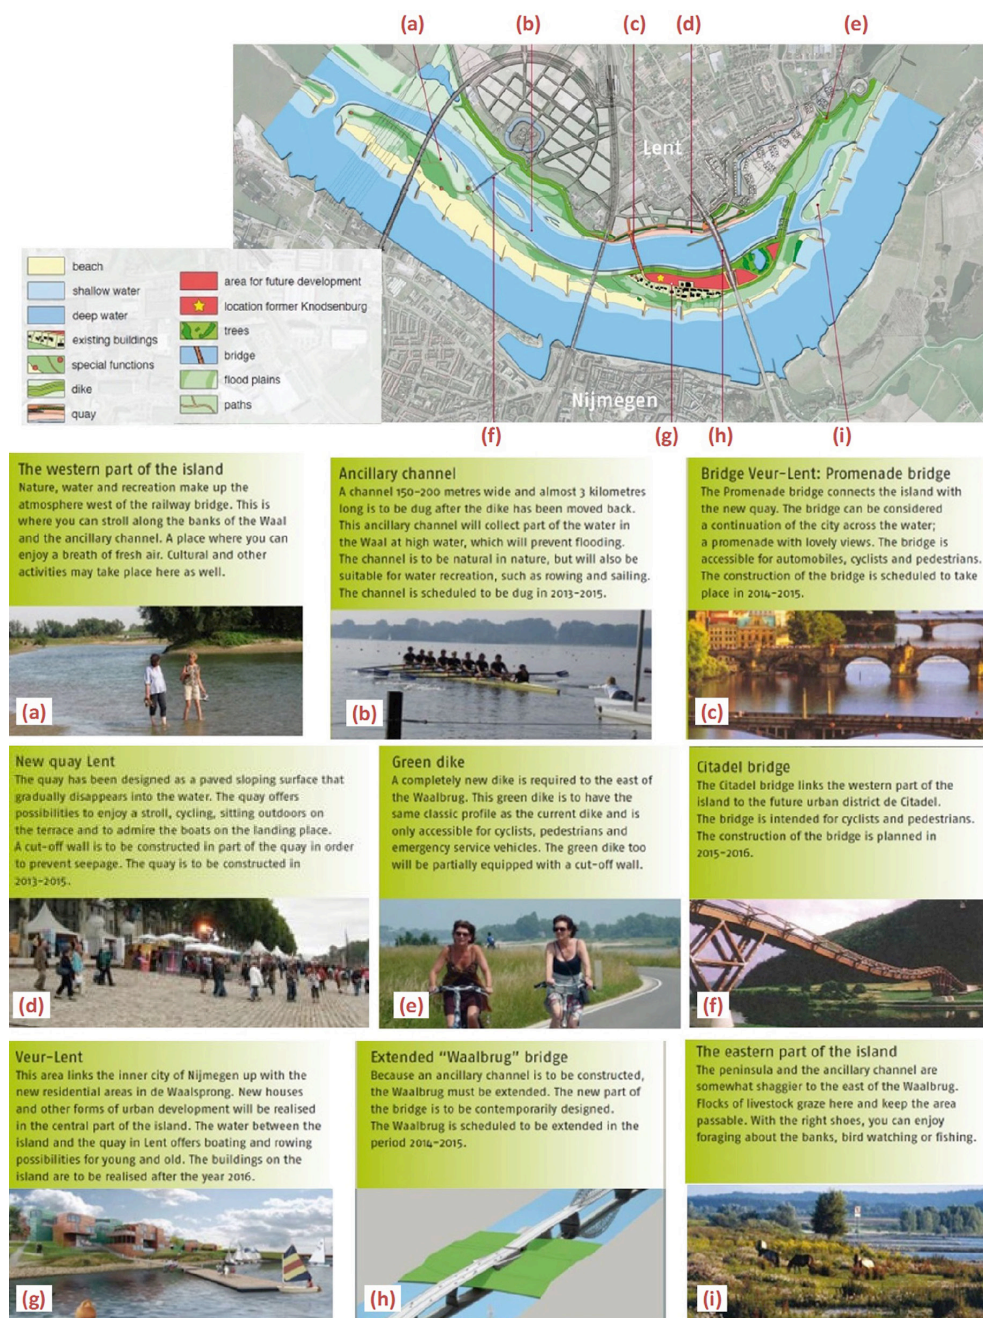 (a)
(b)
(c)
(d)
(e)
Lent
Nijmegen
beach
shallow water
deep water
existing buildings
special functions
dike
quay
area for future development
location former Knodsenburg
trees
bridge
flood plains
paths
(f)
(g)
(h)
(i)
The western part of the island
Nature, water and recreation make up the
atmosphere west of the railway bridge. This is
where you can stroll along the banks of the Waal
and the ancillary channel. A place where you can
enjoy a breath of fresh air. Cultural and other
activities may take place here as well.
(a)
Ancillary channel
A channel 150-200 metres wide and almost 3 kilometres
long is to be dug after the dike has been moved back.
This ancillary channel will collect part of the water in
the Waal at high water, which will prevent flooding.
The channel is to be natural in nature, but will also be
suitable for water recreation, such as rowing and sailing.
The channel is scheduled to be dug in 2013-2015.
(b)
Bridge Veur-Lent: Promenade bridge
The Promenade bridge connects the island with
the new quay. The bridge can be considered
a continuation of the city across the water;
a promenade with lovely views. The bridge is
accessible for automobiles, cyclists and pedestrians.
The construction of the bridge is scheduled to take
place in 2014-2015.
(c)
New quay Lent
The quay has been designed as a paved sloping surface that
gradually disappears into the water. The quay offers
possibilities to enjoy a stroll, cycling, sitting outdoors on
the terrace and to admire the boats on the landing place.
A cut-off wall is to be constructed in part of the quay in order
to prevent seepage. The quay is to be constructed in
2013-2015.
(d)
Green dike
A completely new dike is required to the east of
the Waalbrug. This green dike is to have the
same classic profile as the current dike and is
only accessible for cyclists, pedestrians and
emergency service vehicles. The green dike too
will be partially equipped with a cut-off wall.
(e)
Citadel bridge
The Citadel bridge links the western part of the
island to the future urban district de Citadel.
The bridge is intended for cyclists and pedestrians.
The construction of the bridge is planned in
2015-2016.
(f)
Veur-Lent
This area links the inner city of Nijmegen up with the
new residential areas in de Waalsprong. New houses
and other forms of urban development will be realised
in the central part of the island. The water between the
island and the quay in Lent offers boating and rowing
possibilities for young and old. The buildings on the
island are to be realised after the year 2016.
(g)
Extended “Waalbrug” bridge
Because an ancillary channel is to be constructed,
the Waalbrug must be extended. The new part of
the bridge is to be contemporarily designed.
The Waalbrug is scheduled to be extended in the
period 2014-2015.
(h)
The eastern part of the island
The peninsula and the ancillary channel are
somewhat shaggier to the east of the Waalbrug.
Flocks of livestock graze here and keep the area
passable. With the right shoes, you can enjoy
foraging about the banks, bird watching or fishing.
(i)